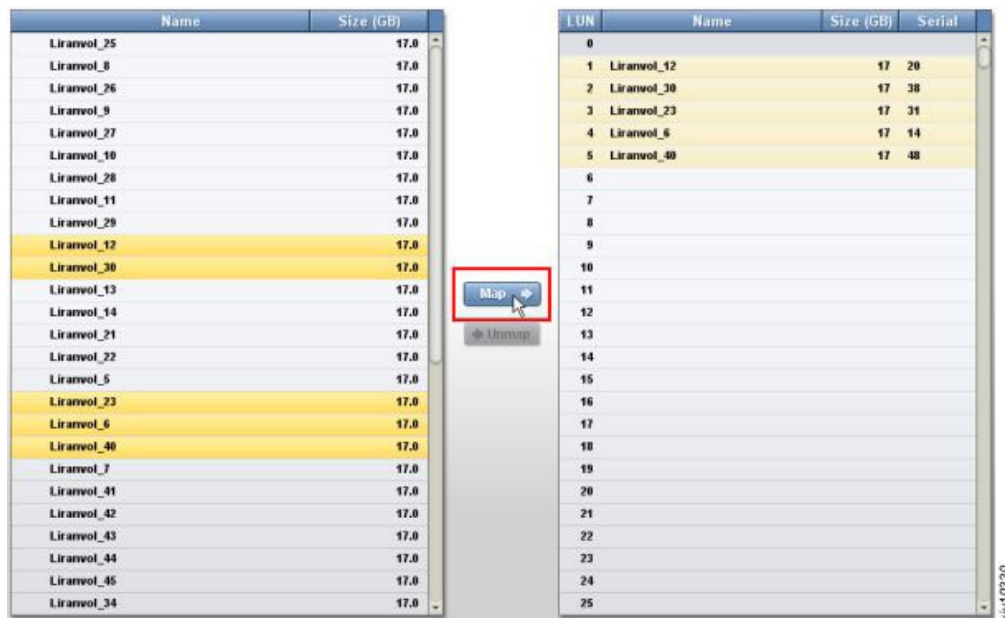 Name Size (GB)
Liranvol_25 17.0
Liranvol_8 17.0
Liranvol_26 17.0
Liranvol_9 17.0
Liranvol_27 17.0
Liranvol_10 17.0
Liranvol_28 17.0
Liranvol_11 17.0
Liranvol_29 17.0
Liranvol_12 17.0
Liranvol_30 17.0
Liranvol_13 17.0
Liranvol_14 17.0
Liranvol_21 17.0
Liranvol_22 17.0
Liranvol_5 17.0
Liranvol_23 17.0
Liranvol_6 17.0
Liranvol_40 17.0
Liranvol_7 17.0
Liranvol_41 17.0
Liranvol_42 17.0
Liranvol_43 17.0
Liranvol_44 17.0
Liranvol_45 17.0
Liranvol_34 17.0
Map
Unmap
LUN Name Size (GB) Serial
0
1 Liranvol_12 17 20
2 Liranvol_30 17 38
3 Liranvol_23 17 31
4 Liranvol_6 17 14
5 Liranvol_40 17 48
6
7
8
9
10
11
12
13
14
15
16
17
18
19
20
21
22
23
24
25